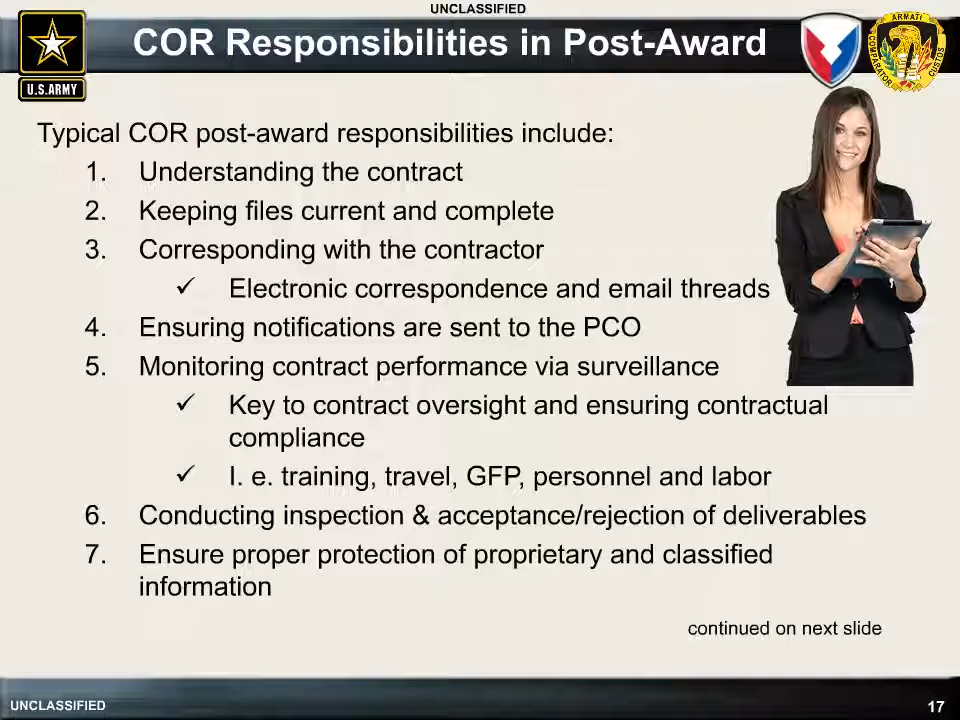 UNCLASSIFIED
COR Responsibilities in Post-Award
U.S.ARMY
ARMATI
COMPARATOR
CUSTOS
Typical COR post-award responsibilities include:
1. Understanding the contract
2. Keeping files current and complete
3. Corresponding with the contractor
✓ Electronic correspondence and email threads
4. Ensuring notifications are sent to the PCO
5. Monitoring contract performance via surveillance
✓ Key to contract oversight and ensuring contractual
compliance
✓ I. e. training, travel, GFP, personnel and labor
6. Conducting inspection & acceptance/rejection of deliverables
7. Ensure proper protection of proprietary and classified
information
continued on next slide
UNCLASSIFIED
17